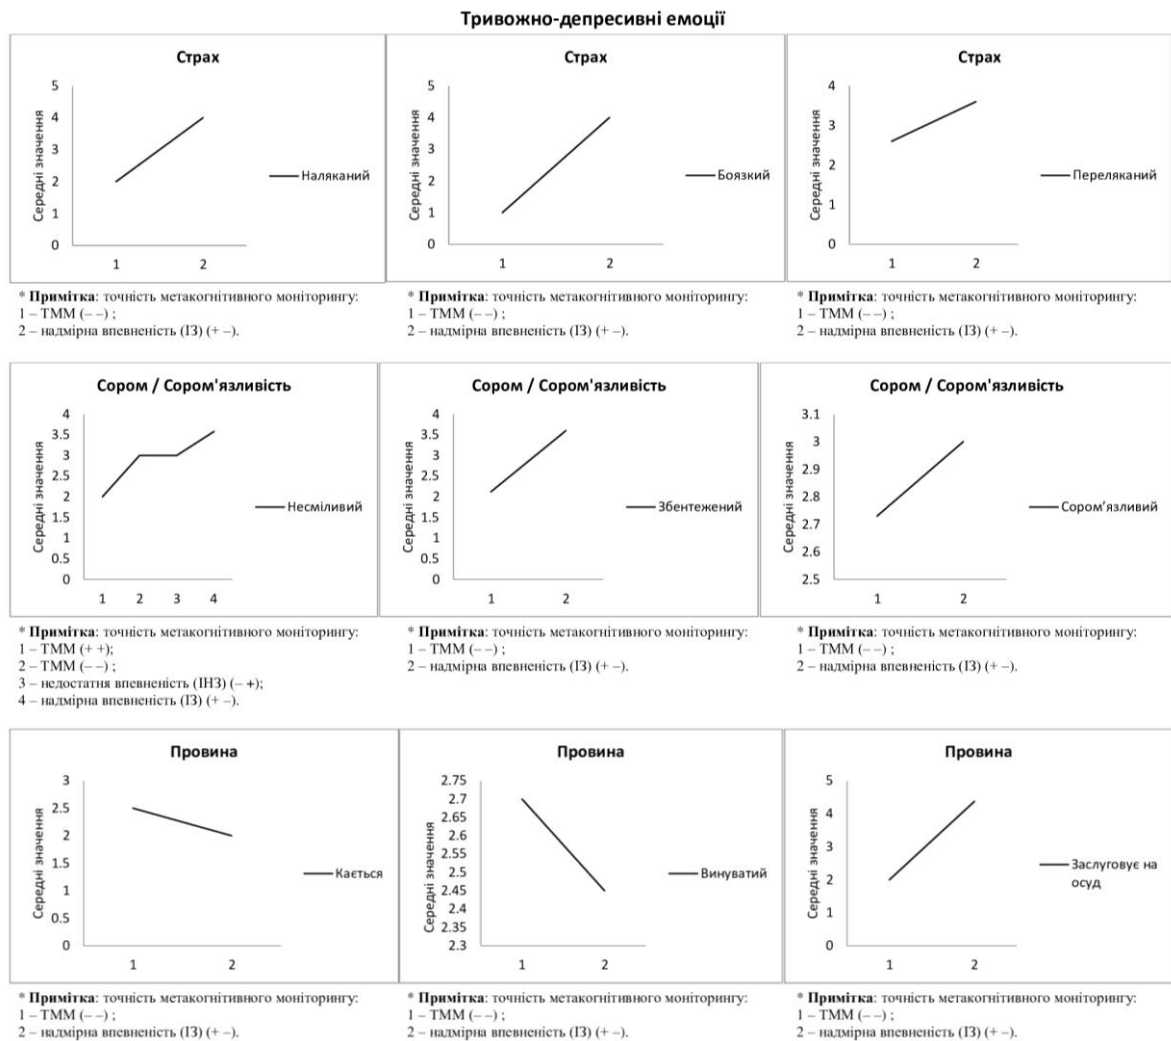 Тривожно-депресивні емоції
Страх
5
4
3
2
1
0
Середні значення
1 2
Наляканий
* Примітка: точність метакогнітивного моніторингу:
1 – ТММ (– –) ;
2 – надмірна впевненість (ІЗ) (+ –).
Страх
5
4
3
2
1
0
Середні значення
1 2
Боязкий
* Примітка: точність метакогнітивного моніторингу:
1 – ТММ (– –) ;
2 – надмірна впевненість (ІЗ) (+ –).
Страх
4
3
2
1
0
Середні значення
1 2
Переляканий
* Примітка: точність метакогнітивного моніторингу:
1 – ТММ (– –) ;
2 – надмірна впевненість (ІЗ) (+ –).
Сором / Сором'язливість
4
3.5
3
2.5
2
1.5
1
0.5
0
Середні значення
1 2 3 4
Несміливий
* Примітка: точність метакогнітивного моніторингу:
1 – ТММ (+ +);
2 – ТММ (– –) ;
3 – недостатня впевненість (ІНЗ) (– +);
4 – надмірна впевненість (ІЗ) (+ –).
Сором / Сором'язливість
4
3.5
3
2.5
2
1.5
1
0.5
0
Середні значення
1 2
Збентежений
* Примітка: точність метакогнітивного моніторингу:
1 – ТММ (– –) ;
2 – надмірна впевненість (ІЗ) (+ –).
Сором / Сором'язливість
3.1
3
2.9
2.8
2.7
2.6
2.5
Середні значення
1 2
Сором’язливий
* Примітка: точність метакогнітивного моніторингу:
1 – ТММ (– –) ;
2 – надмірна впевненість (ІЗ) (+ –).
Провина
3
2.5
2
1.5
1
0.5
0
Середні значення
1 2
Кається
* Примітка: точність метакогнітивного моніторингу:
1 – ТММ (– –) ;
2 – надмірна впевненість (ІЗ) (+ –).
Провина
2.75
2.7
2.65
2.6
2.55
2.5
2.45
2.4
2.35
2.3
Середні значення
1 2
Винуватий
* Примітка: точність метакогнітивного моніторингу:
1 – ТММ (– –) ;
2 – надмірна впевненість (ІЗ) (+ –).
Провина
5
4
3
2
1
0
Середні значення
1 2
Заслуговує на
осуд
* Примітка: точність метакогнітивного моніторингу:
1 – ТММ (– –) ;
2 – надмірна впевненість (ІЗ) (+ –).